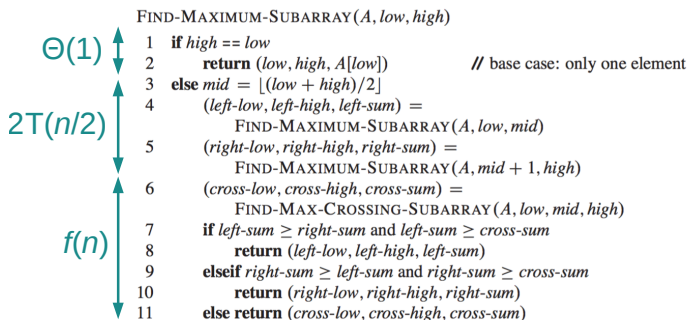 FIND-MAXIMUM-SUBARRAY(A, low, high)
Θ(1)
1 if high == low
2 return (low, high, A[low]) // base case: only one element
3 else mid = ⌊(low + high)/2⌋
2T(n/2)
4 (left-low, left-high, left-sum) =
FIND-MAXIMUM-SUBARRAY(A, low, mid)
5 (right-low, right-high, right-sum) =
FIND-MAXIMUM-SUBARRAY(A, mid + 1, high)
f(n)
6 (cross-low, cross-high, cross-sum) =
FIND-MAX-CROSSING-SUBARRAY(A, low, mid, high)
7 if left-sum ≥ right-sum and left-sum ≥ cross-sum
8 return (left-low, left-high, left-sum)
9 elseif right-sum ≥ left-sum and right-sum ≥ cross-sum
10 return (right-low, right-high, right-sum)
11 else return (cross-low, cross-high, cross-sum)